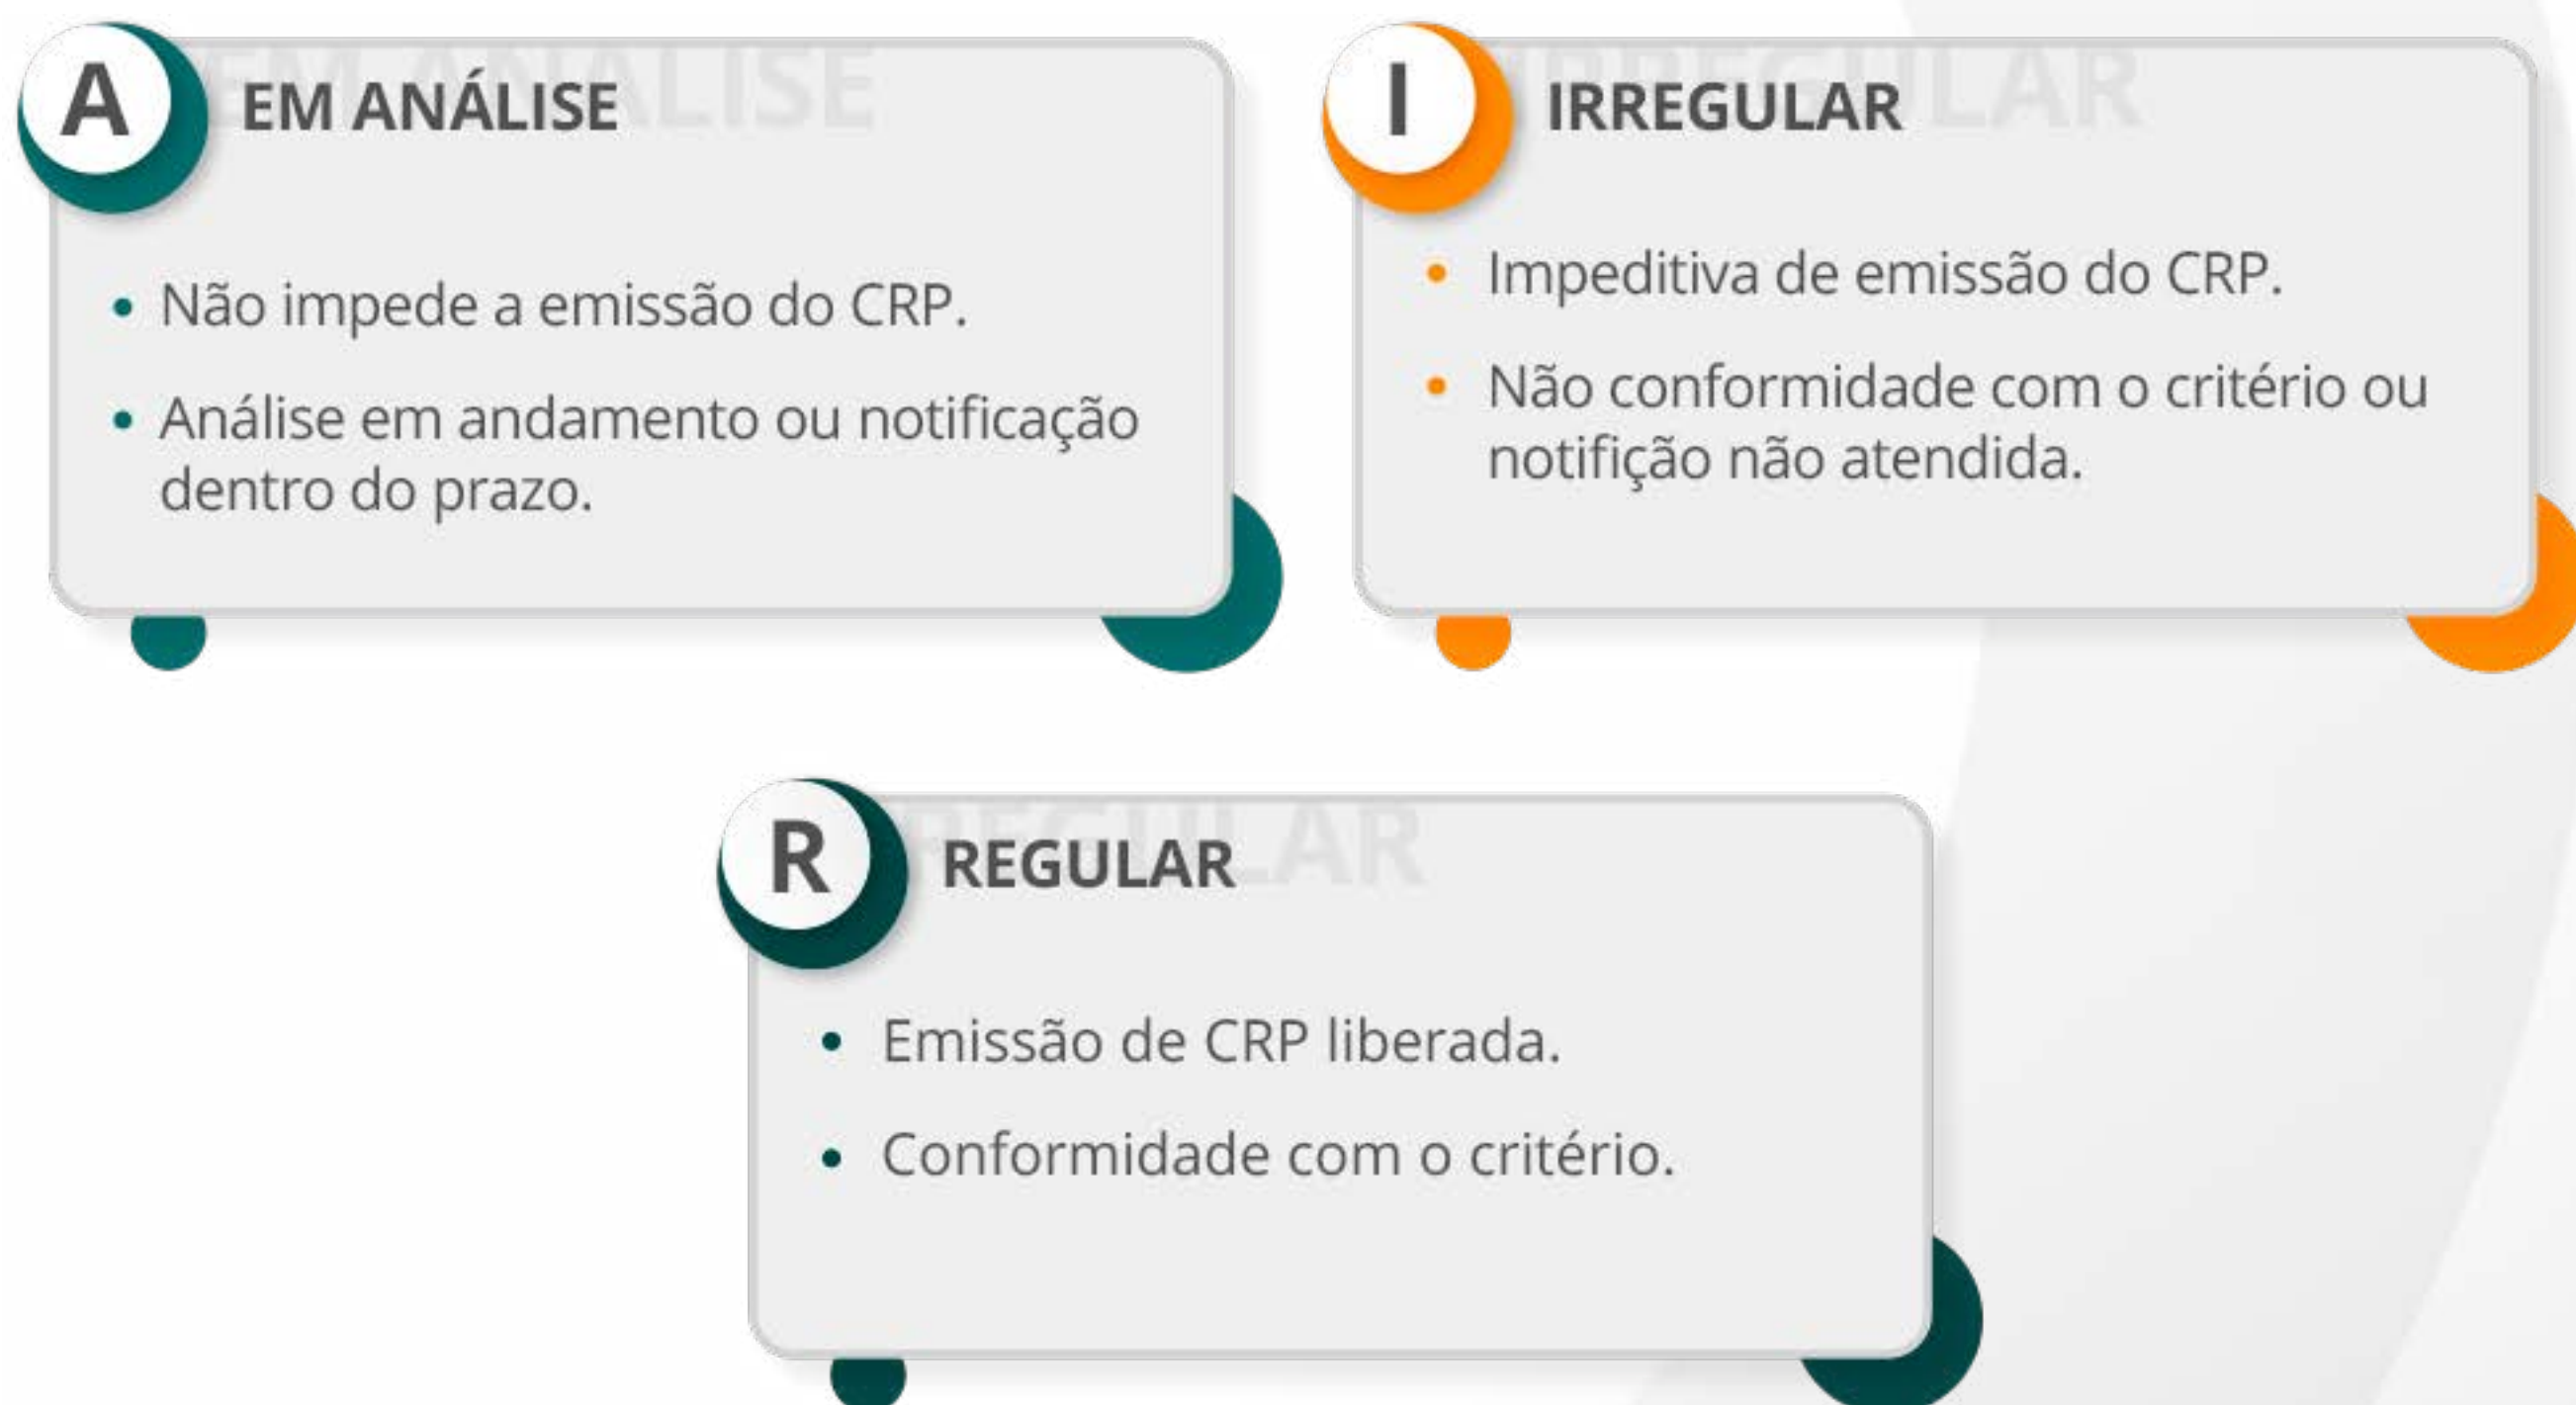 A
EM ANÁLISE
• Não impede a emissão do CRP.
• Análise em andamento ou notificação
dentro do prazo.
I
IRREGULAR
• Impeditiva de emissão do CRP.
• Não conformidade com o critério ou
notifição não atendida.
R
REGULAR
• Emissão de CRP liberada.
• Conformidade com o critério.